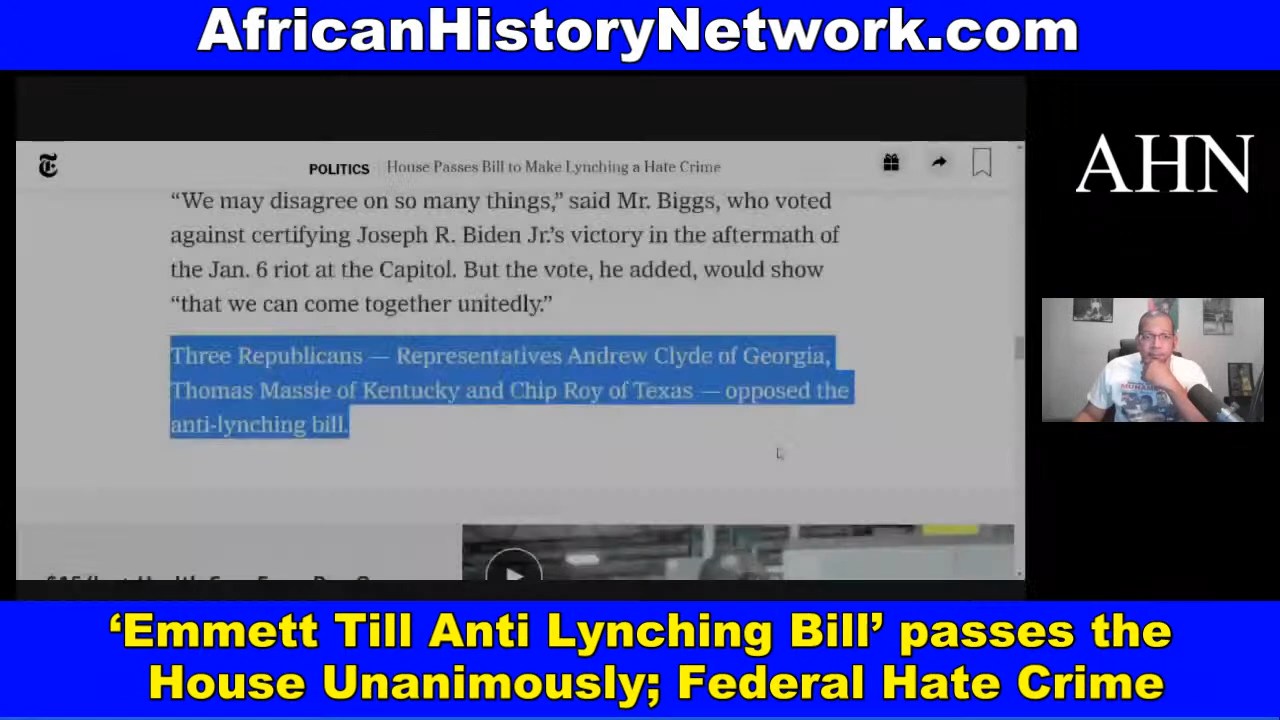 AfricanHistoryNetwork.com
AHN
POLITICS House Passes Bill to Make Lynching a Hate Crime
“We may disagree on so many things,” said Mr. Biggs, who voted
against certifying Joseph R. Biden Jr.’s victory in the aftermath of
the Jan. 6 riot at the Capitol. But the vote, he added, would show
“that we can come together unitedly.”
Three Republicans — Representatives Andrew Clyde of Georgia,
Thomas Massie of Kentucky and Chip Roy of Texas — opposed the
anti-lynching bill.
‘Emmett Till Anti Lynching Bill’ passes the
House Unanimously; Federal Hate Crime